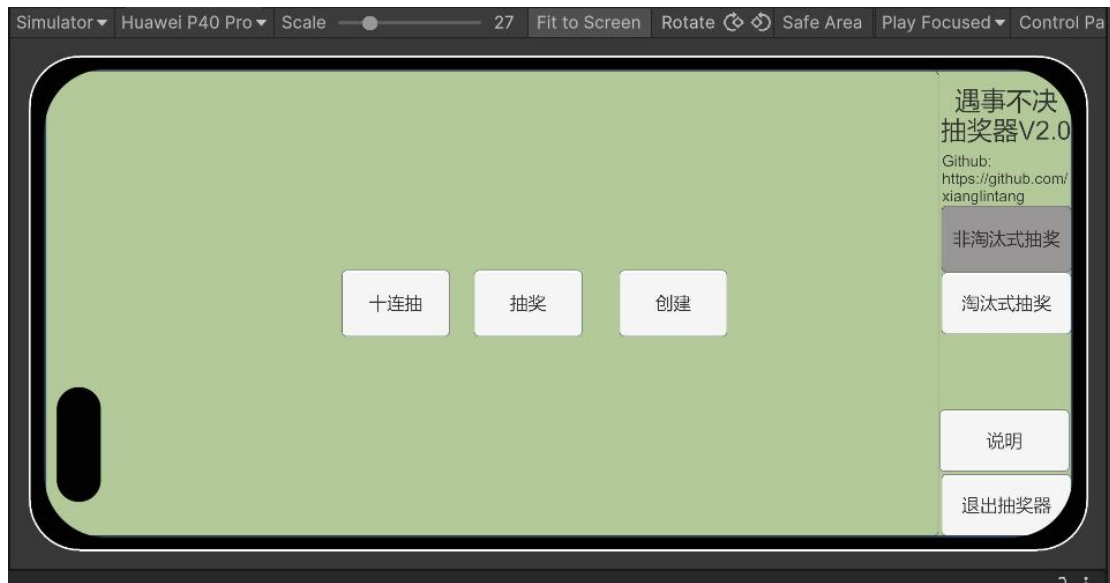 Simulator Huawei P40 Pro Scale 27 Fit to Screen Rotate Safe Area Play Focused Control Pa
遇事不决
抽奖器V2.0
Github:
https://github.com/
xianglintang
非淘汰式抽奖
十连抽 抽奖 创建
淘汰式抽奖
说明
退出抽奖器